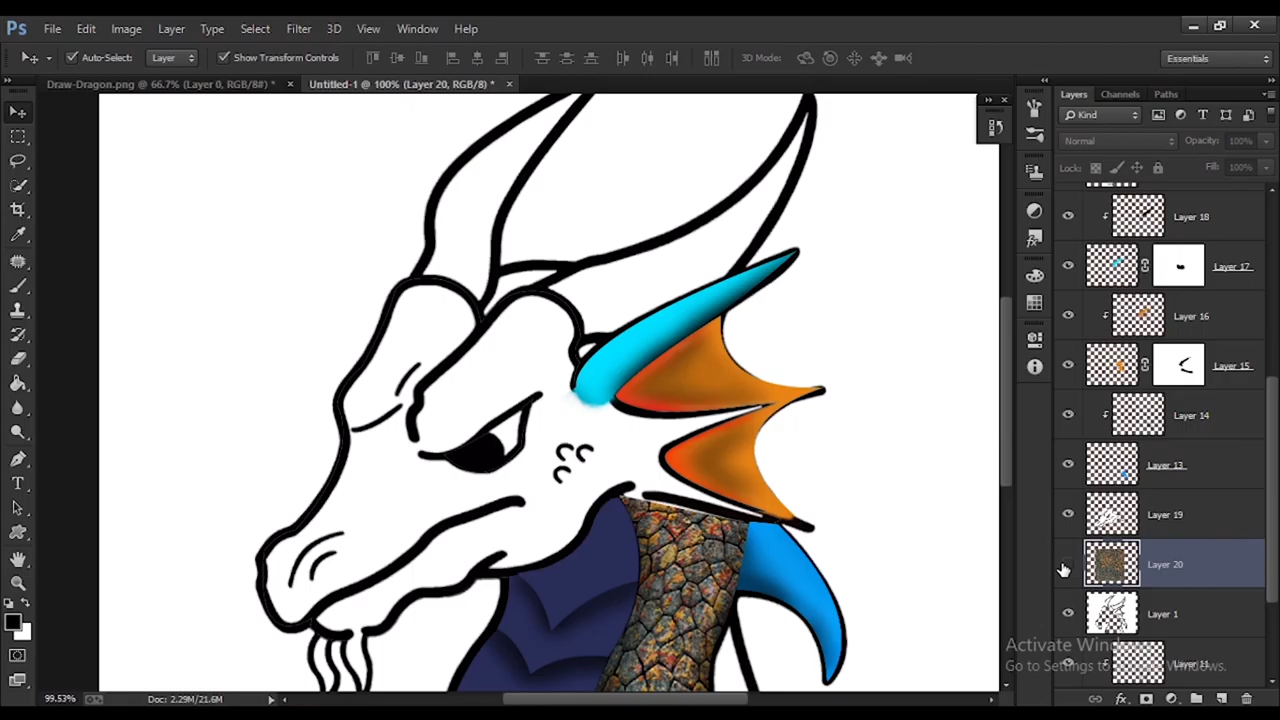 Ps File Edit Image Layer Type Select Filter 3D View Window Help
Auto-Select: Layer Show Transform Controls 3D Mode: Essentials
Draw-Dragon.png @ 66.7% (Layer 0, RGB/8#) * × Untitled-1 @ 100% (Layer 20, RGB/8) * ×
Layers Channels Paths
Kind
Normal Opacity: 100%
Lock: Fill: 100%
Layer 18
Layer 17
Layer 16
Layer 15
Layer 14
Layer 13
Layer 19
Layer 20
Layer 1
Layer 11
Go to Settings to Windows.
99.53% Doc: 2.29M/21.6M